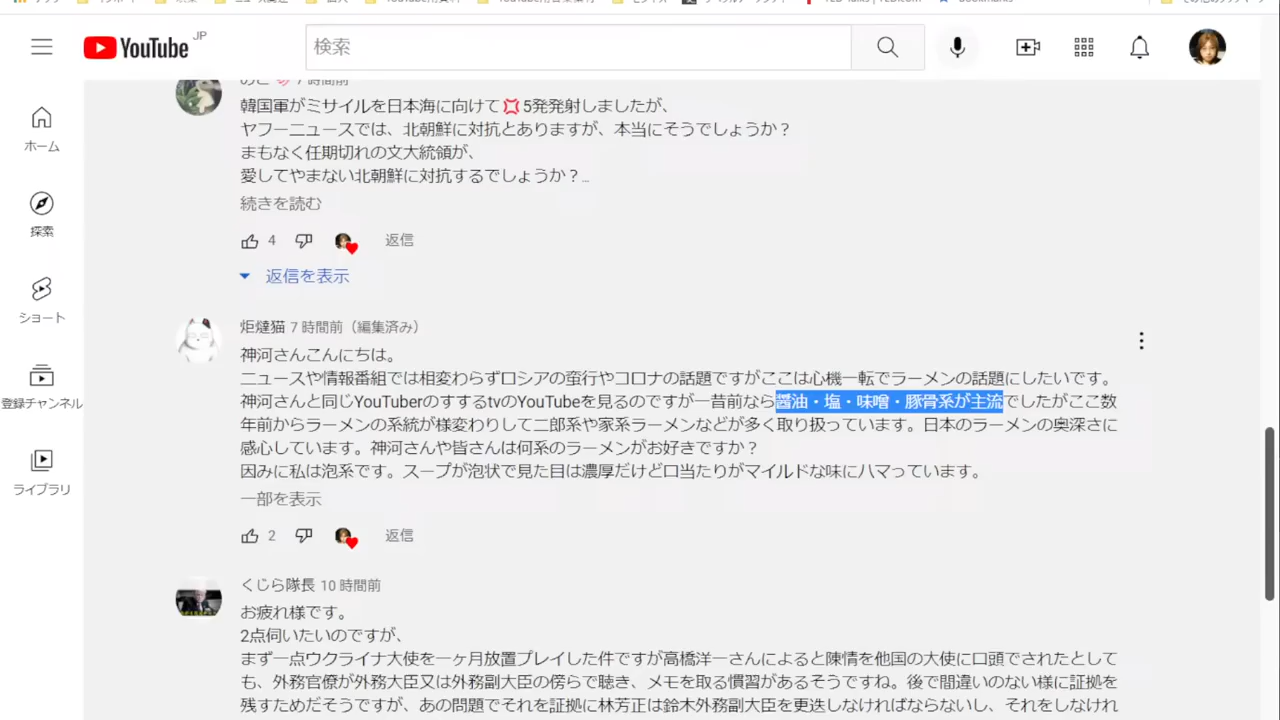 YouTube JP
検索
ホーム
探索
ショート
登録チャンネル
ライブラリ
7 時間前
韓国軍がミサイルを日本海に向けて💢5発発射しましたが、
ヤフーニュースでは、北朝鮮に対抗とありますが、本当にそうでしょうか？
まもなく任期切れの文大統領が、
愛してやまない北朝鮮に対抗するでしょうか？...
続きを読む
4 返信
返信を表示
炬燵猫 7 時間前（編集済み）
神河さんこんにちは。
ニュースや情報番組では相変わらずロシアの蛮行やコロナの話題ですがここは心機一転でラーメンの話題にしたいです。
神河さんと同じYouTuberのすするtvのYouTubeを見るのですが一昔前なら醤油・塩・味噌・豚骨系が主流でしたがここ数
年前からラーメンの系統が様変わりして二郎系や家系ラーメンなどが多く取り扱っています。日本のラーメンの奥深さに
感心しています。神河さんや皆さんは何系のラーメンがお好きですか？
因みに私は泡系です。スープが泡状で見た目は濃厚だけど口当たりがマイルドな味にハマっています。
一部を表示
2 返信
くじら隊長 10 時間前
お疲れ様です。
2点伺いたいのですが、
まず一点ウクライナ大使を一ヶ月放置プレイした件ですが高橋洋一さんによると陳情を他国の大使に口頭でされたとして
も、外務官僚が外務大臣又は外務副大臣の傍らで聴き、メモを取る慣習があるそうですね。後で間違いのない様に証拠を
残すためだそうですが、あの問題でそれを証拠に林芳正は鈴木外務副大臣を更迭しなければならないし、それをしなけれ